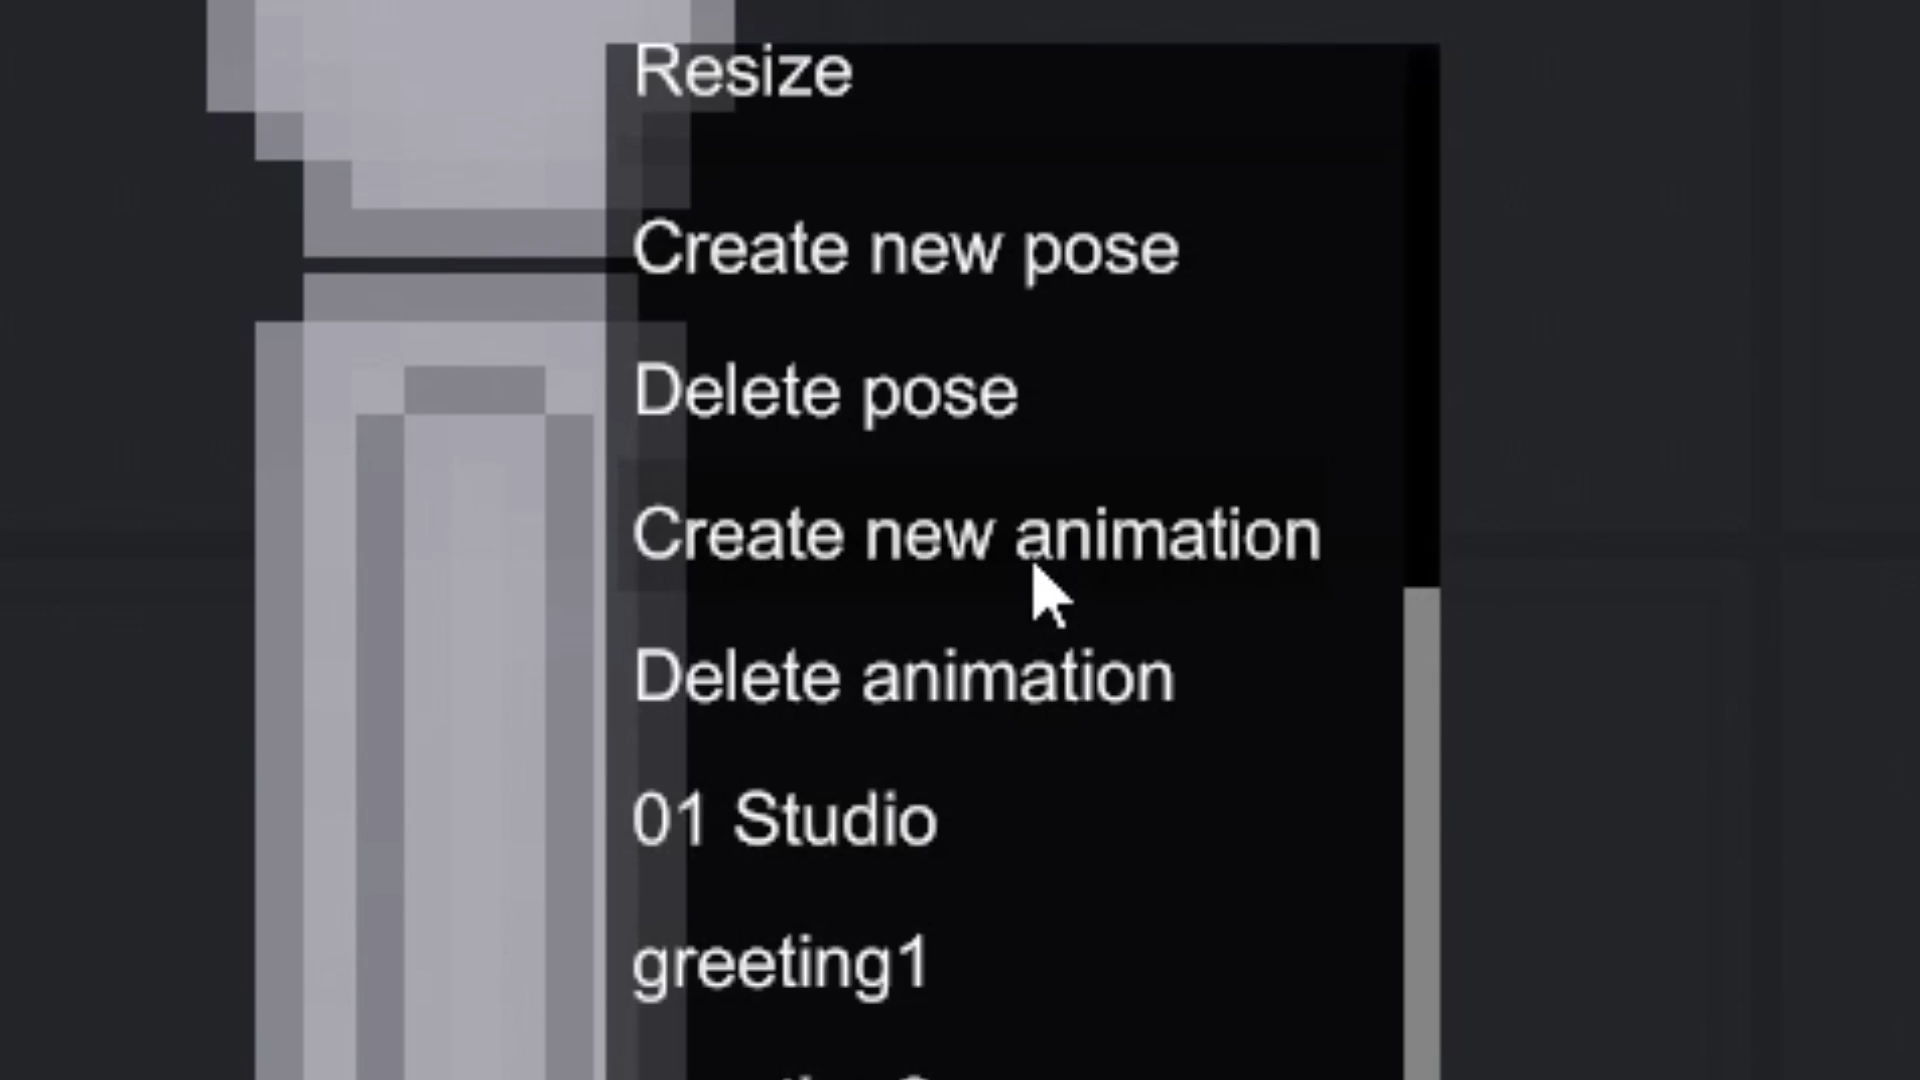 Resize
Create new pose
Delete pose
Create new animation
Delete animation
01 Studio
greeting1